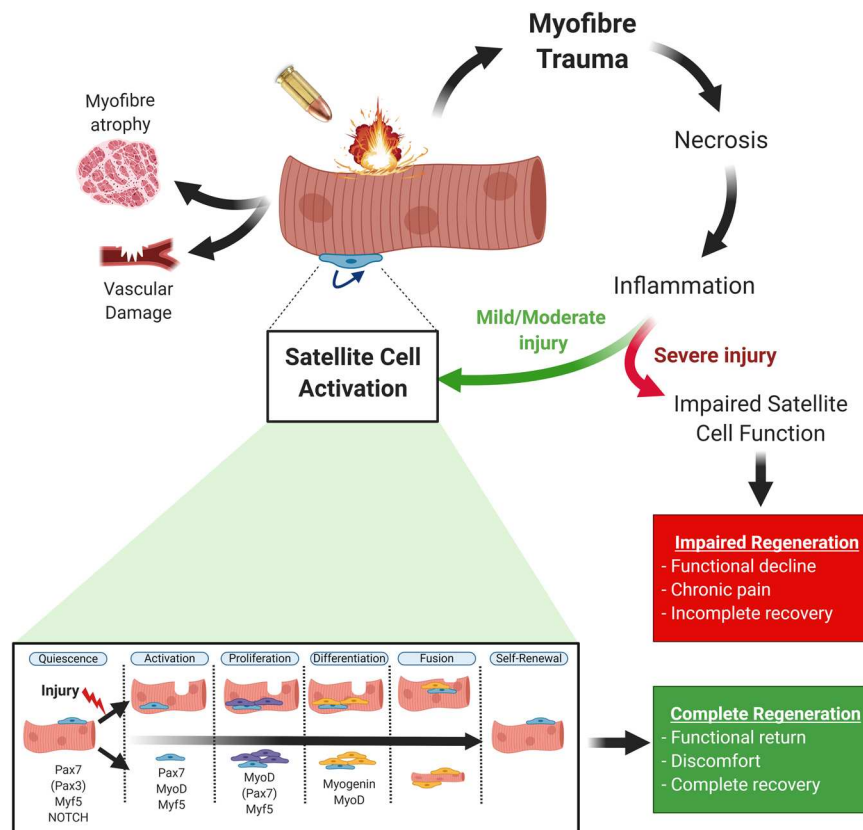 Myofibre
Trauma
Myofibre
atrophy
Necrosis
Vascular
Damage
Inflammation
Mild/Moderate
injury
Severe injury
Satellite Cell
Activation
Impaired Satellite
Cell Function
Impaired Regeneration
- Functional decline
- Chronic pain
- Incomplete recovery
Quiescence
Activation
Proliferation
Differentiation
Fusion
Self-Renewal
Injury
Pax7
(Pax3)
Myf5
NOTCH
Pax7
MyoD
Myf5
MyoD
(Pax7)
Myf5
Myogenin
MyoD
Complete Regeneration
- Functional return
- Discomfort
- Complete recovery